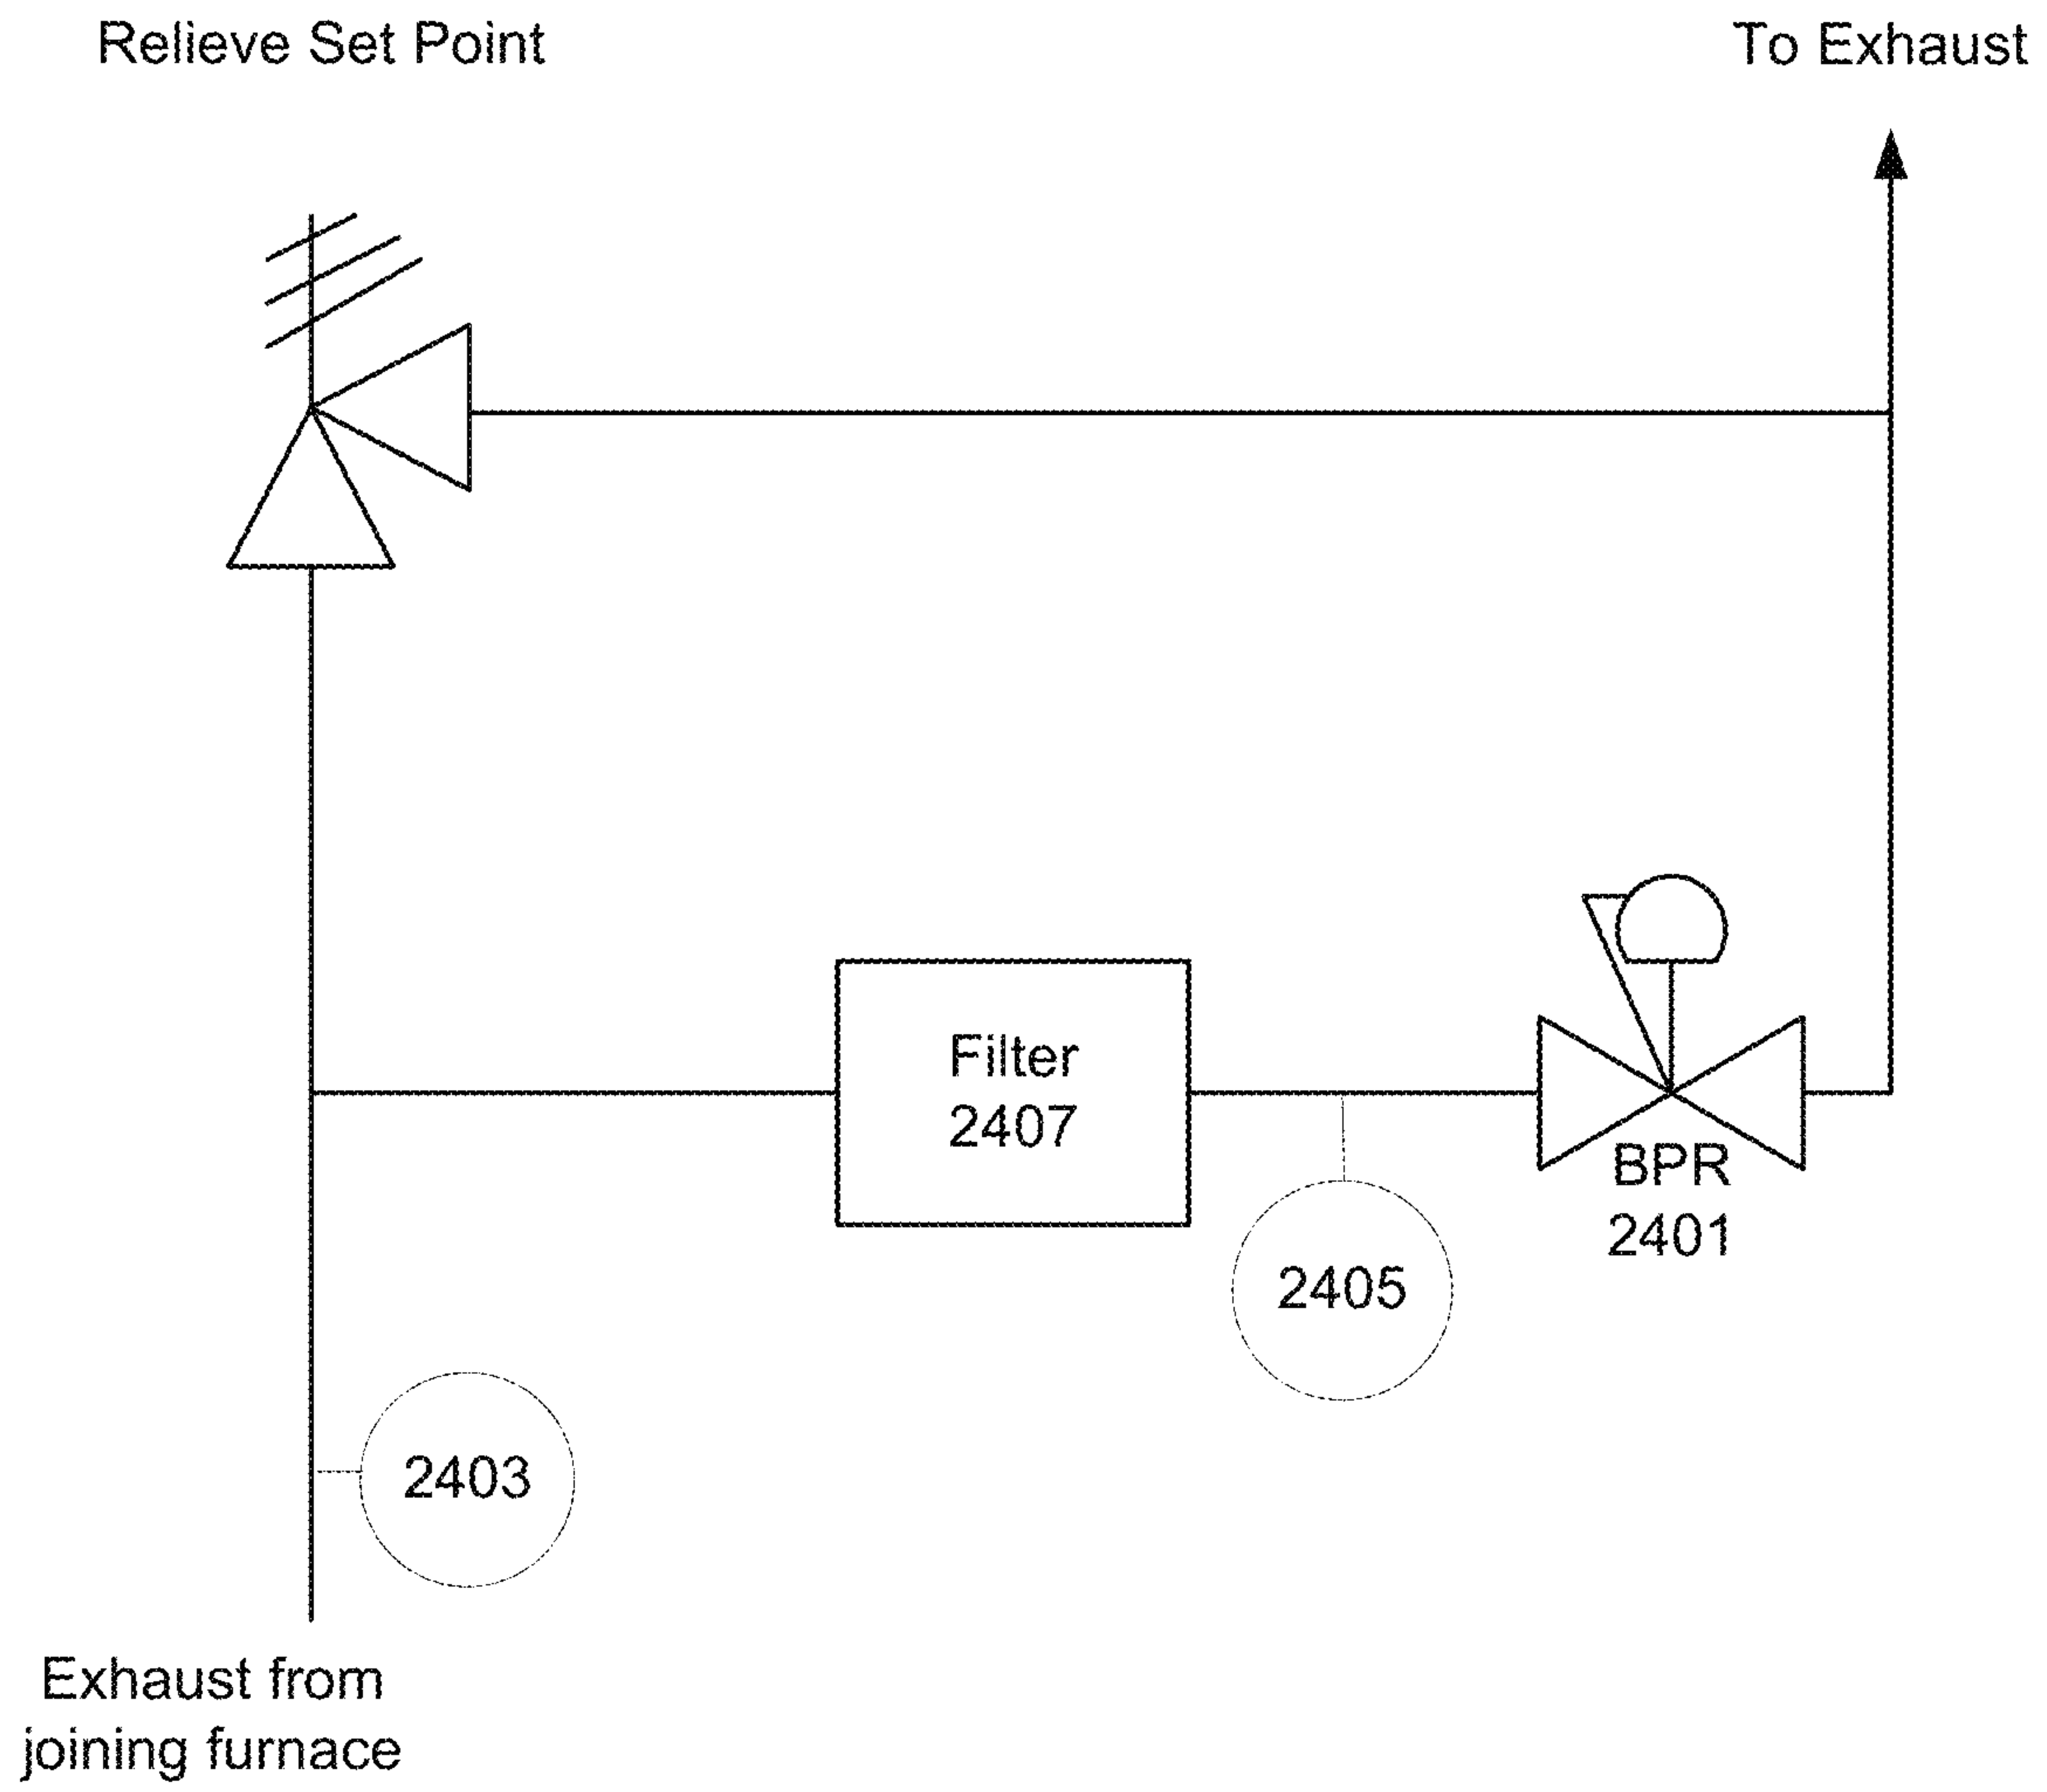 Relieve Set Point
To Exhaust
Filter
2407
BPR
2401
2405
2403
Exhaust from
joining furnace